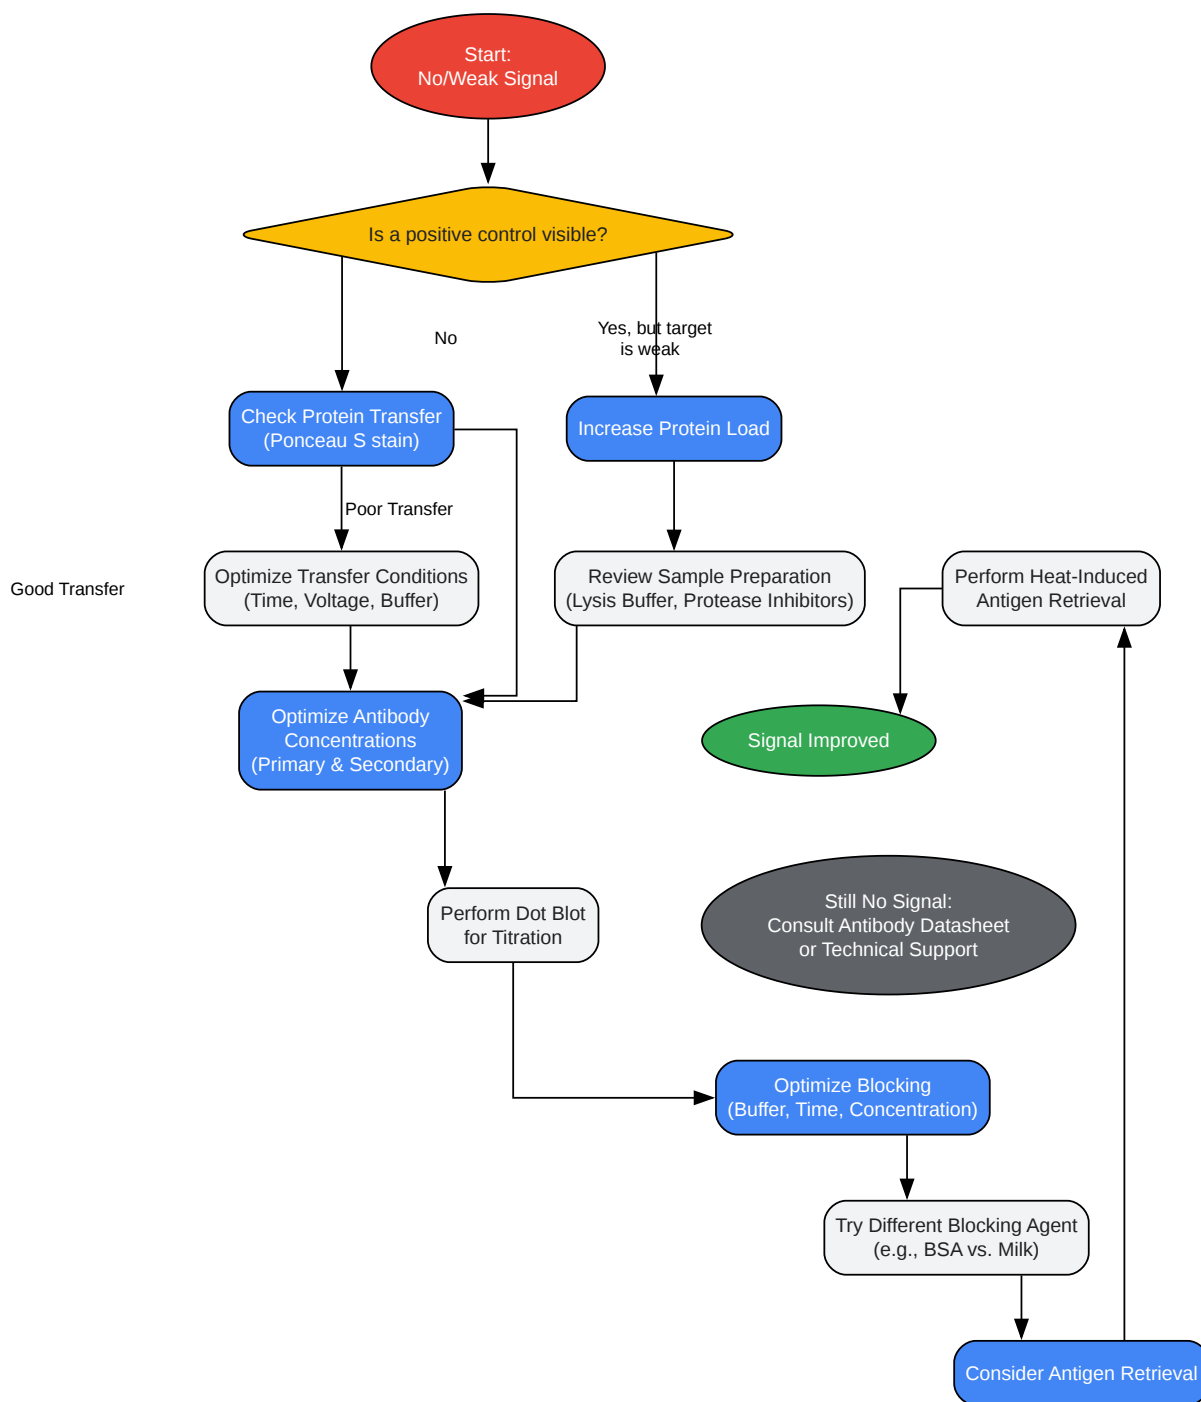 Start:
No/Weak Signal
Is a positive control visible?
No
Yes, but target
is weak
Check Protein Transfer
(Ponceau S stain)
Increase Protein Load
Poor Transfer
Good Transfer
Optimize Transfer Conditions
(Time, Voltage, Buffer)
Review Sample Preparation
(Lysis Buffer, Protease Inhibitors)
Perform Heat-Induced
Antigen Retrieval
Optimize Antibody
Concentrations
(Primary & Secondary)
Signal Improved
Perform Dot Blot
for Titration
Still No Signal:
Consult Antibody Datasheet
or Technical Support
Optimize Blocking
(Buffer, Time, Concentration)
Try Different Blocking Agent
(e.g., BSA vs. Milk)
Consider Antigen Retrieval